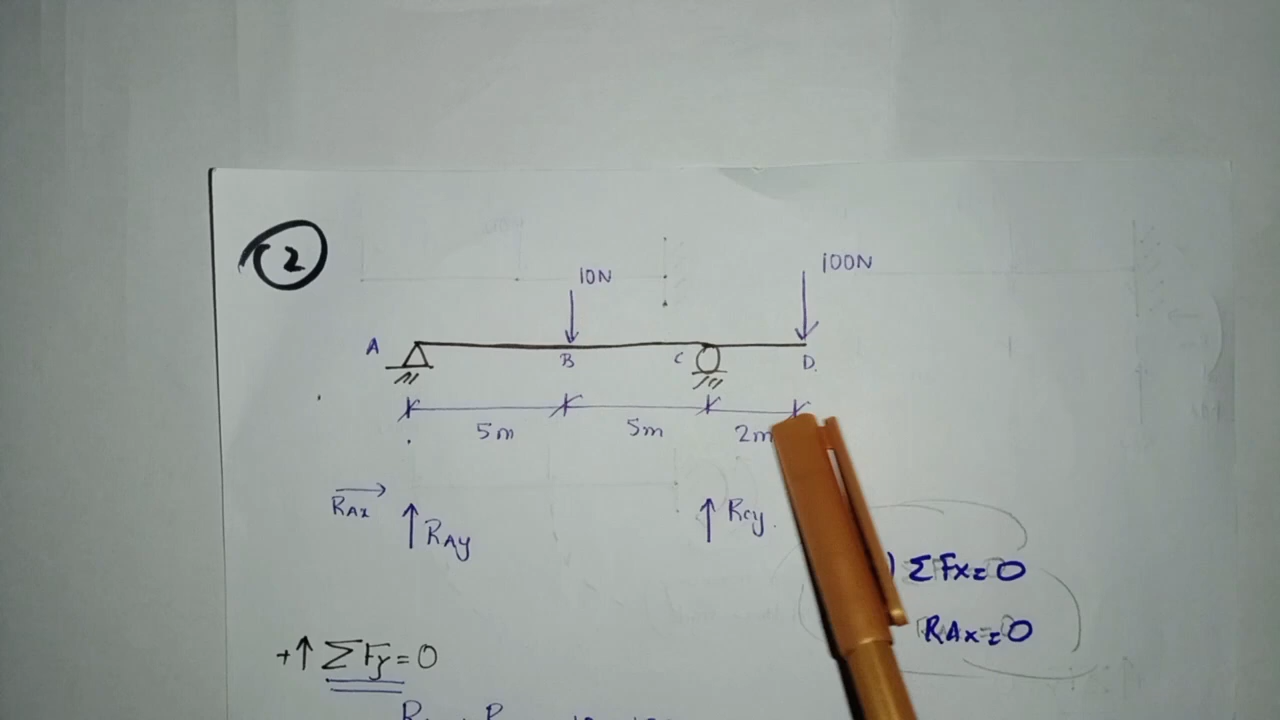 2
10N
100N
A
B
C
D.
5m
5m
2m
RAx
RAy
Rcy.
) ΣFx=0
RAx=0
+↑ ΣFy=0